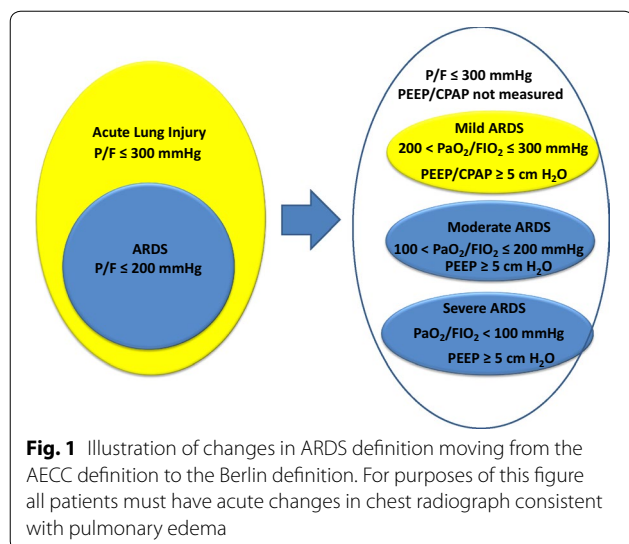 Acute Lung Injury
P/F ≤ 300 mmHg
ARDS
P/F ≤ 200 mmHg
P/F ≤ 300 mmHg
PEEP/CPAP not measured
Mild ARDS
200 < PaO₂/FIO₂ ≤ 300 mmHg
PEEP/CPAP ≥ 5 cm H₂O
Moderate ARDS
100 < PaO₂/FIO₂ ≤ 200 mmHg
PEEP ≥ 5 cm H₂O
Severe ARDS
PaO₂/FIO₂ < 100 mmHg
PEEP ≥ 5 cm H₂O
Fig. 1 Illustration of changes in ARDS definition moving from the
AECC definition to the Berlin definition. For purposes of this figure
all patients must have acute changes in chest radiograph consistent
with pulmonary edema